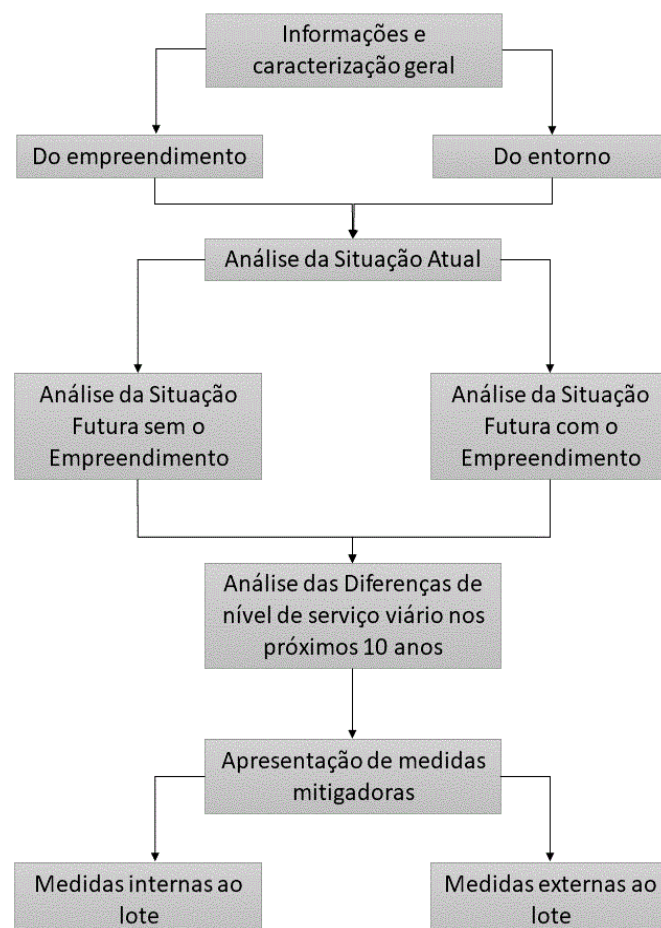 Informações e
caracterização geral
Do empreendimento
Do entorno
Análise da Situação Atual
Análise da Situação
Futura sem o
Empreendimento
Análise da Situação
Futura com o
Empreendimento
Análise das Diferenças de
nível de serviço viário nos
próximos 10 anos
Apresentação de medidas
mitigadoras
Medidas internas ao
lote
Medidas externas ao
lote